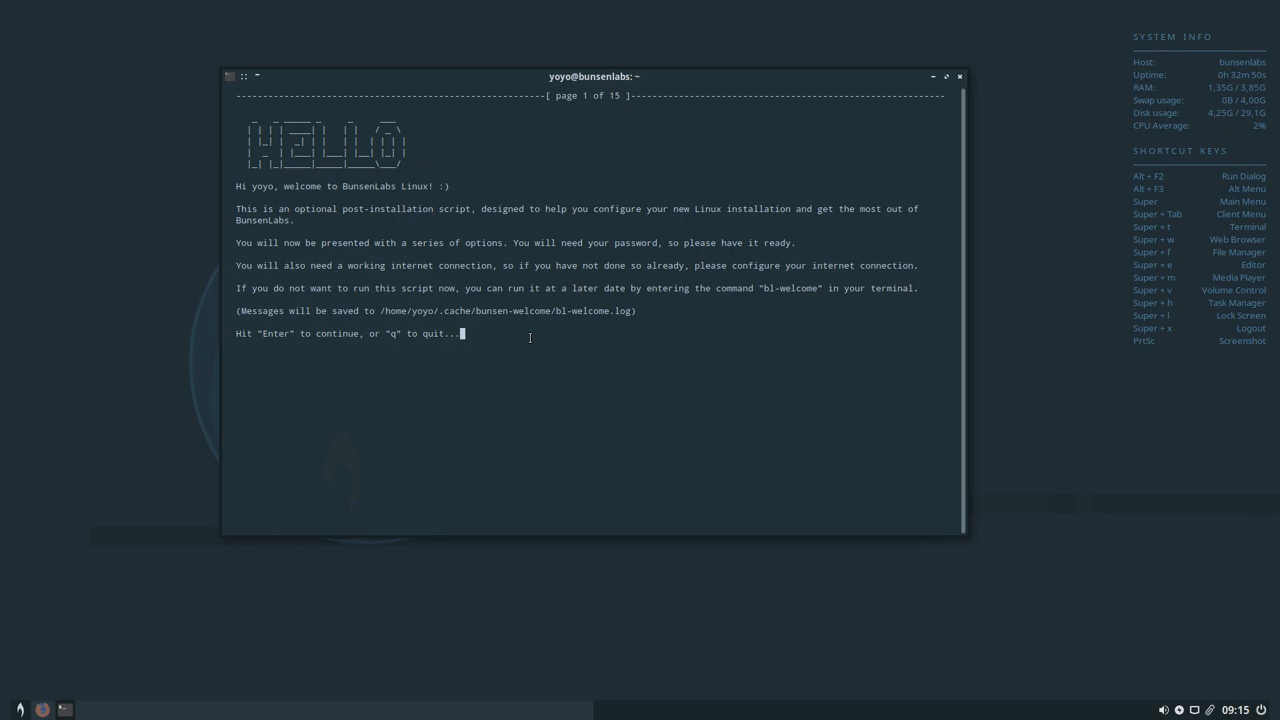 yoyo@bunsenlabs: ~
[ page 1 of 15 ]
HELLO
Hi yoyo, welcome to BunsenLabs Linux! :)
This is an optional post-installation script, designed to help you configure your new Linux installation and get the most out of
BunsenLabs.
You will now be presented with a series of options. You will need your password, so please have it ready.
You will also need a working internet connection, so if you have not done so already, please configure your internet connection.
If you do not want to run this script now, you can run it at a later date by entering the command "bl-welcome" in your terminal.
(Messages will be saved to /home/yoyo/.cache/bunsen-welcome/bl-welcome.log)
Hit "Enter" to continue, or "q" to quit...
SYSTEM INFO
Host: bunsenlabs
Uptime: 0h 32m 50s
RAM: 1,35G / 3,85G
Swap usage: 0B / 4,00G
Disk usage: 4,25G / 29,1G
CPU Average: 2%
SHORTCUT KEYS
Alt + F2 Run Dialog
Alt + F3 Alt Menu
Super Main Menu
Super + Tab Client Menu
Super + t Terminal
Super + w Web Browser
Super + f File Manager
Super + e Editor
Super + m Media Player
Super + v Volume Control
Super + h Task Manager
Super + l Lock Screen
Super + x Logout
PrtSc Screenshot
09:15